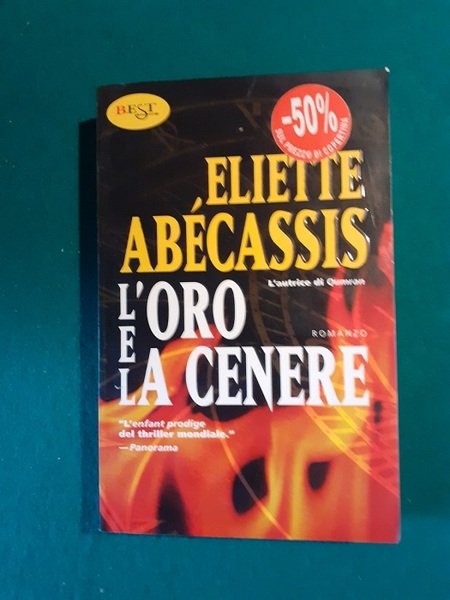 BEST
-50%
SUL PREZZO DI COPERTINA
ELIETTE
ABÉCASSIS
L'autrice di Qumran
L'ORO
E
LA CENERE
ROMANZO
"L'enfant prodige
del thriller mondiale."
—Panorama